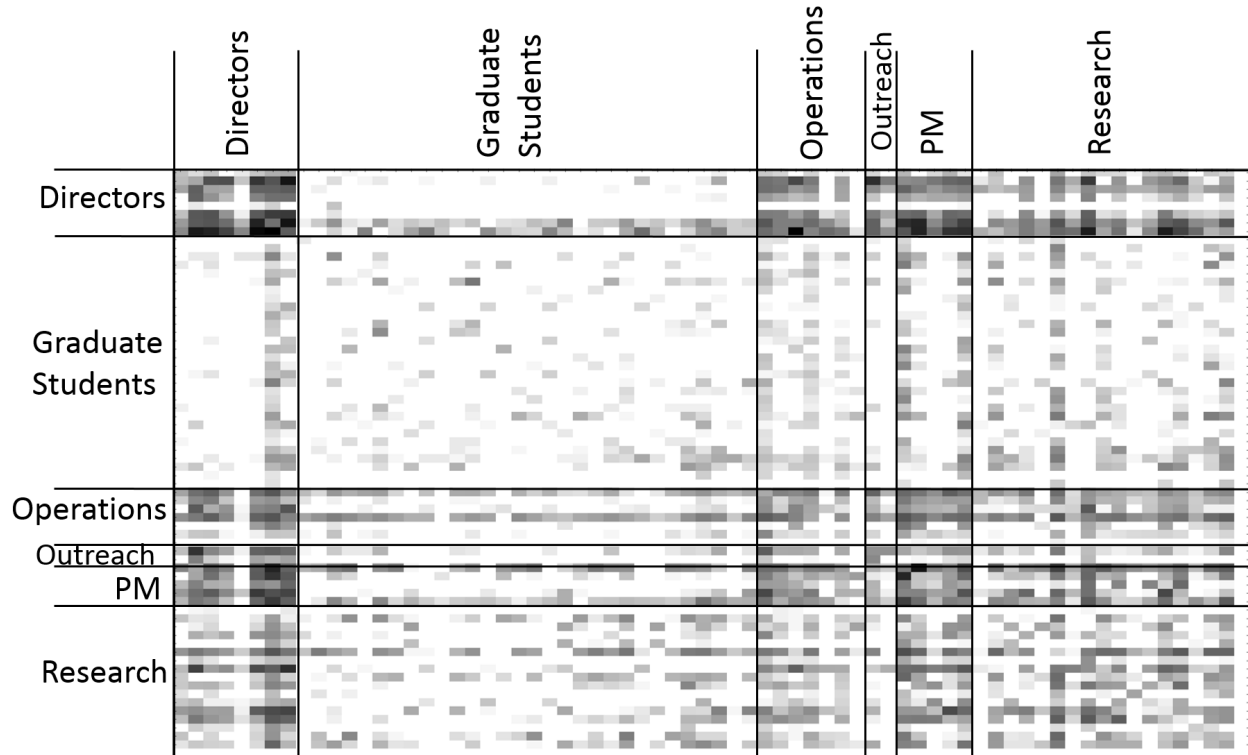 Directors
Graduate
Students
Operations
Outreach
PM
Research
Directors
Graduate
Students
Operations
Outreach
PM
Research